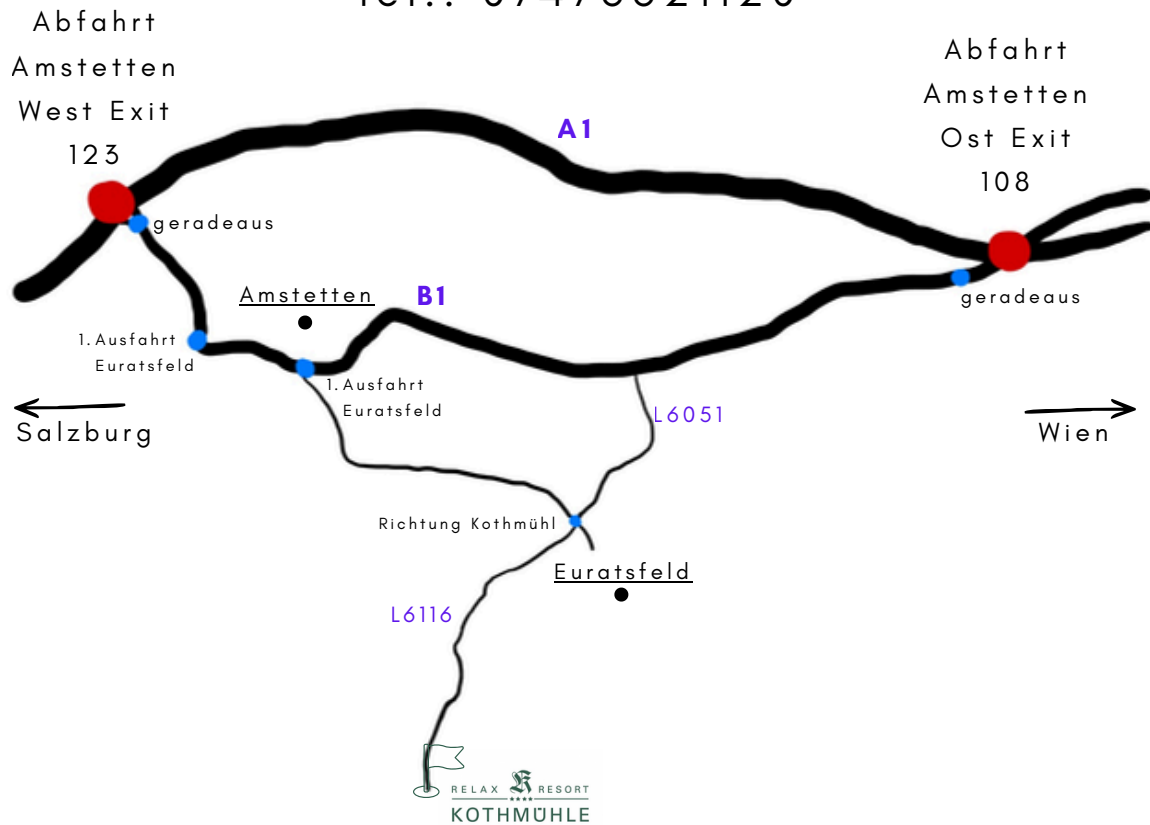 Abfahrt
Amstetten
West Exit
123
Abfahrt
Amstetten
Ost Exit
108
A1
geradeaus
geradeaus
Amstetten
B1
1. Ausfahrt
Euratsfeld
1. Ausfahrt
Euratsfeld
L6051
Salzburg
Wien
Richtung Kothmühl
Euratsfeld
L6116
RELAX R RESORT
KOTHMÜHLE